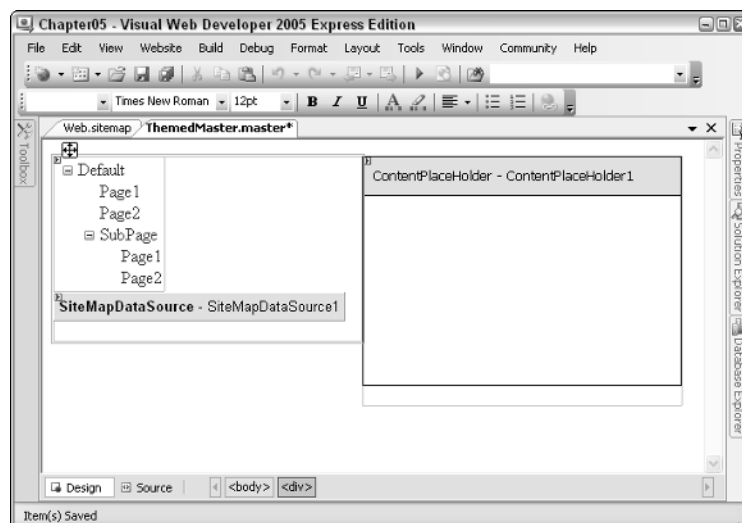 Chapter05 - Visual Web Developer 2005 Express Edition
File Edit View Website Build Debug Format Layout Tools Window Community Help
Times New Roman 12pt B I U A
Web.sitemap ThemedMaster.master*
Toolbox
Default
Page1
Page2
SubPage
Page1
Page2
SiteMapDataSource - SiteMapDataSource1
ContentPlaceHolder - ContentPlaceHolder1
Properties
Solution Explorer
Database Explorer
Design Source <body> <div>
Item(s) Saved